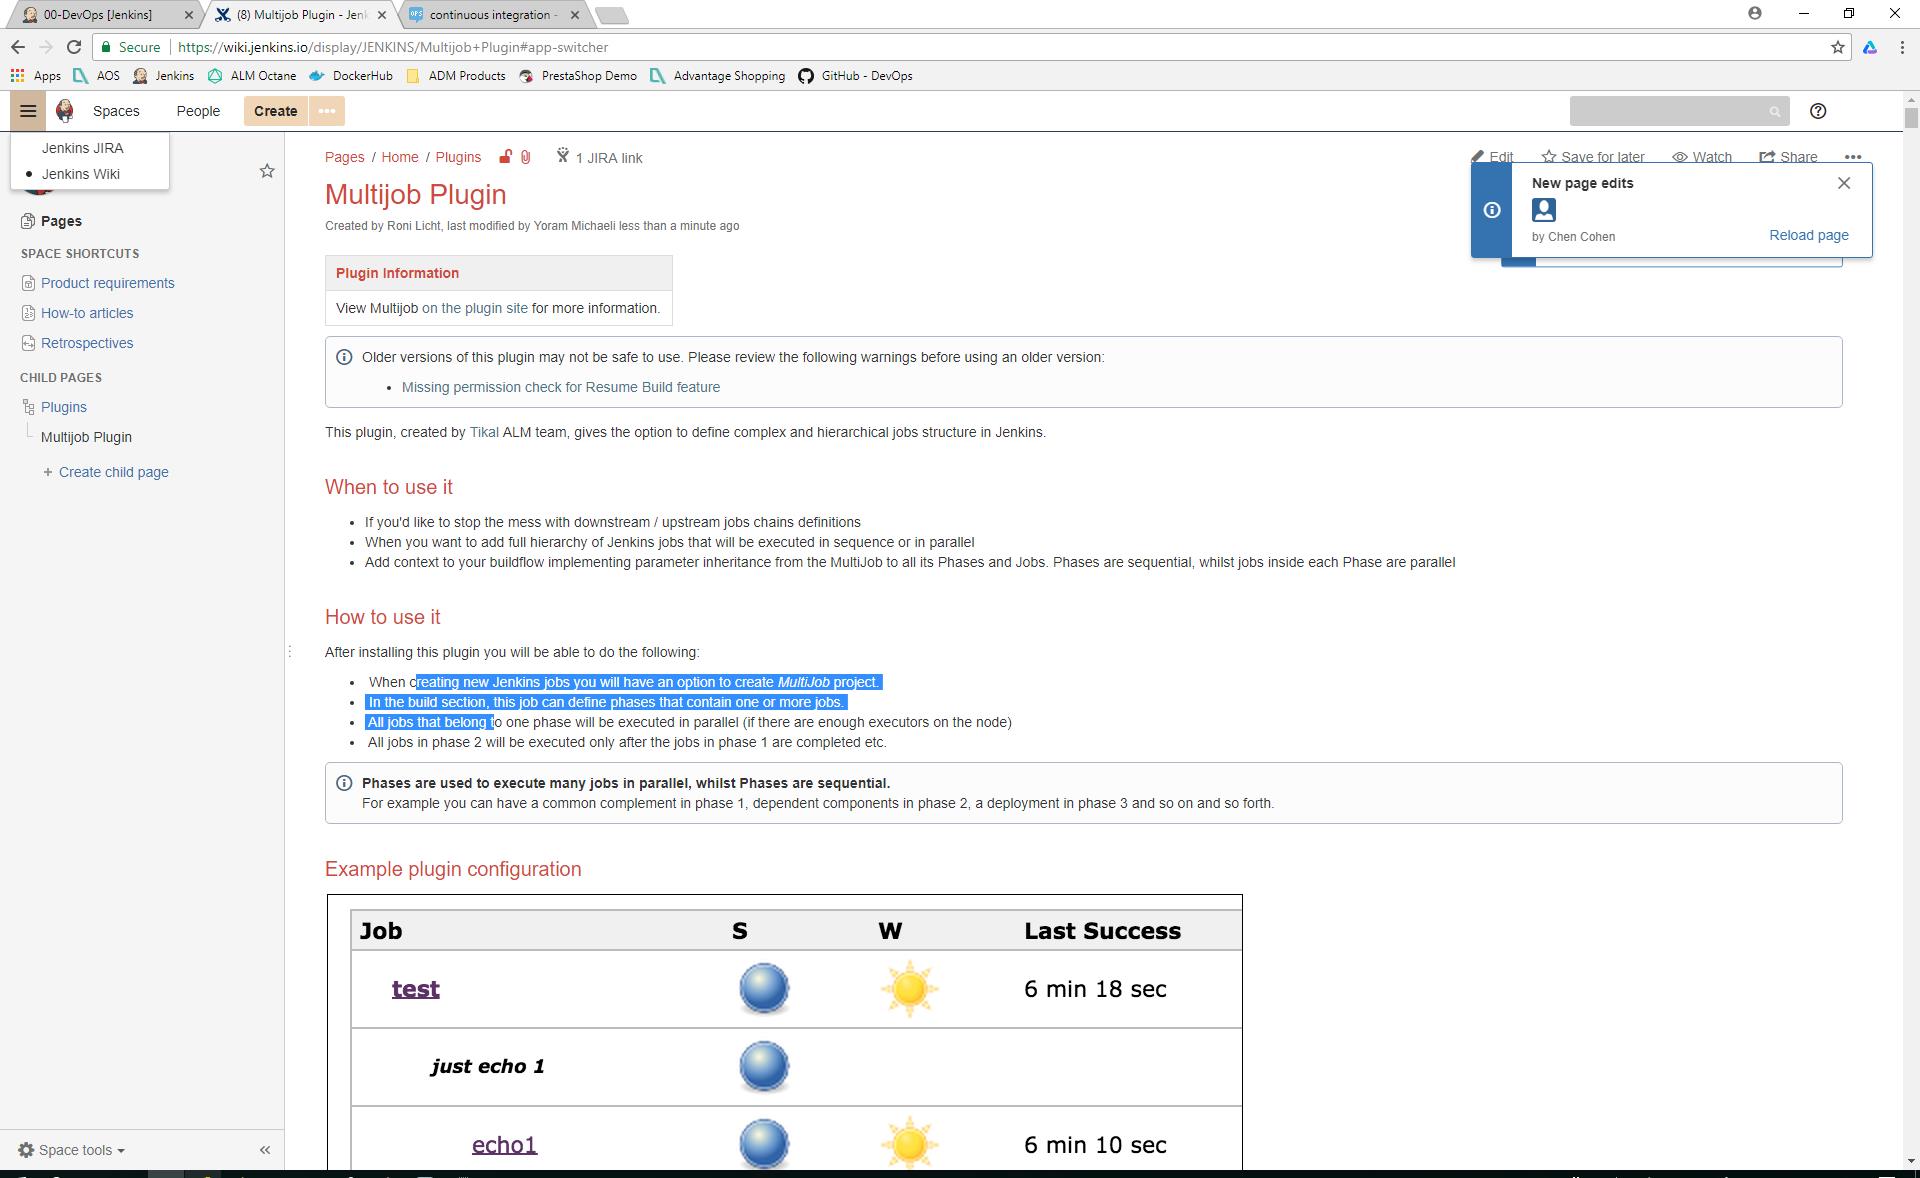 00-DevOps [Jenkins]
(8) Multijob Plugin - Jenk
continuous integration -
Secure
https://wiki.jenkins.io/display/JENKINS/Multijob+Plugin#app-switcher
Apps
AOS
Jenkins
ALM Octane
DockerHub
ADM Products
PrestaShop Demo
Advantage Shopping
GitHub - DevOps
Spaces
People
Create
Jenkins JIRA
Jenkins Wiki
Pages
SPACE SHORTCUTS
Product requirements
How-to articles
Retrospectives
CHILD PAGES
Plugins
Multijob Plugin
+ Create child page
Space tools
Pages / Home / Plugins
1 JIRA link
Edit
Save for later
Watch
Share
Multijob Plugin
Created by Roni Licht, last modified by Yoram Michaeli less than a minute ago
New page edits
by Chen Cohen
Reload page
Plugin Information
View Multijob on the plugin site for more information.
Older versions of this plugin may not be safe to use. Please review the following warnings before using an older version:
• Missing permission check for Resume Build feature
This plugin, created by Tikal ALM team, gives the option to define complex and hierarchical jobs structure in Jenkins.
When to use it
• If you'd like to stop the mess with downstream / upstream jobs chains definitions
• When you want to add full hierarchy of Jenkins jobs that will be executed in sequence or in parallel
• Add context to your buildflow implementing parameter inheritance from the MultiJob to all its Phases and Jobs. Phases are sequential, whilst jobs inside each Phase are parallel
How to use it
After installing this plugin you will be able to do the following:
• When creating new Jenkins jobs you will have an option to create MultiJob project.
• In the build section, this job can define phases that contain one or more jobs.
• All jobs that belong to one phase will be executed in parallel (if there are enough executors on the node)
• All jobs in phase 2 will be executed only after the jobs in phase 1 are completed etc.
Phases are used to execute many jobs in parallel, whilst Phases are sequential.
For example you can have a common complement in phase 1, dependent components in phase 2, a deployment in phase 3 and so on and so forth.
Example plugin configuration
Job S W Last Success
test 6 min 18 sec
just echo 1
echo1 6 min 10 sec